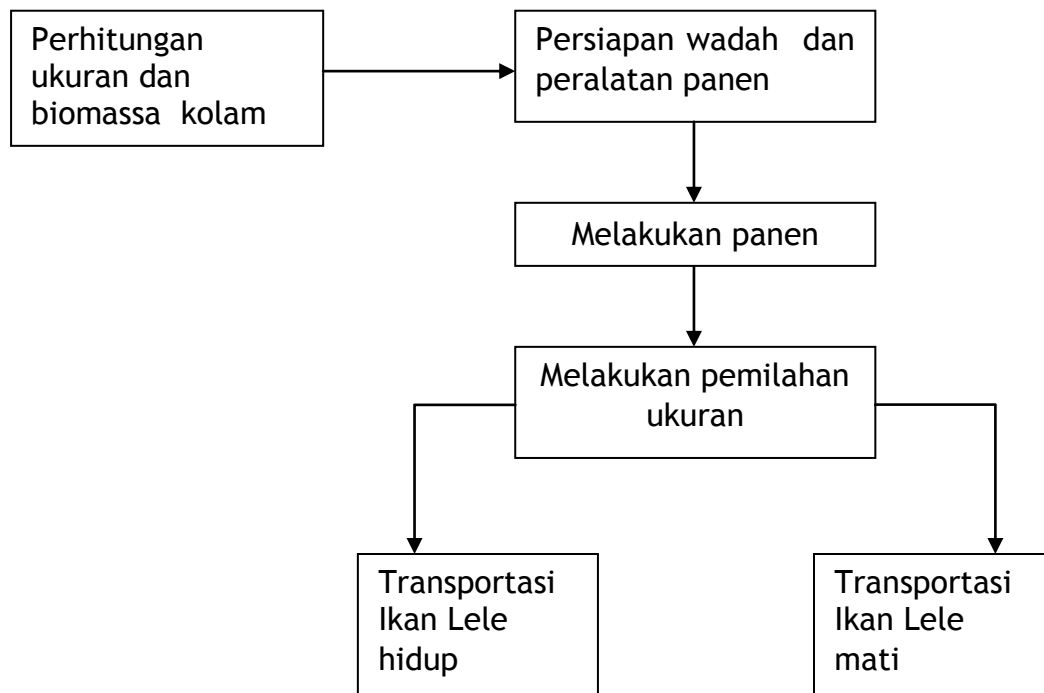 Perhitungan
ukuran dan
biomassa kolam
Persiapan wadah dan
peralatan panen
Melakukan panen
Melakukan pemilahan
ukuran
Transportasi
Ikan Lele
hidup
Transportasi
Ikan Lele
mati